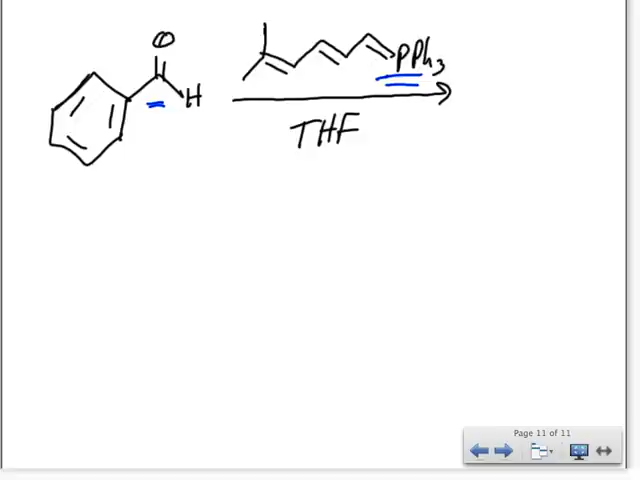 O
PPh3
H
THF
Page 11 of 11